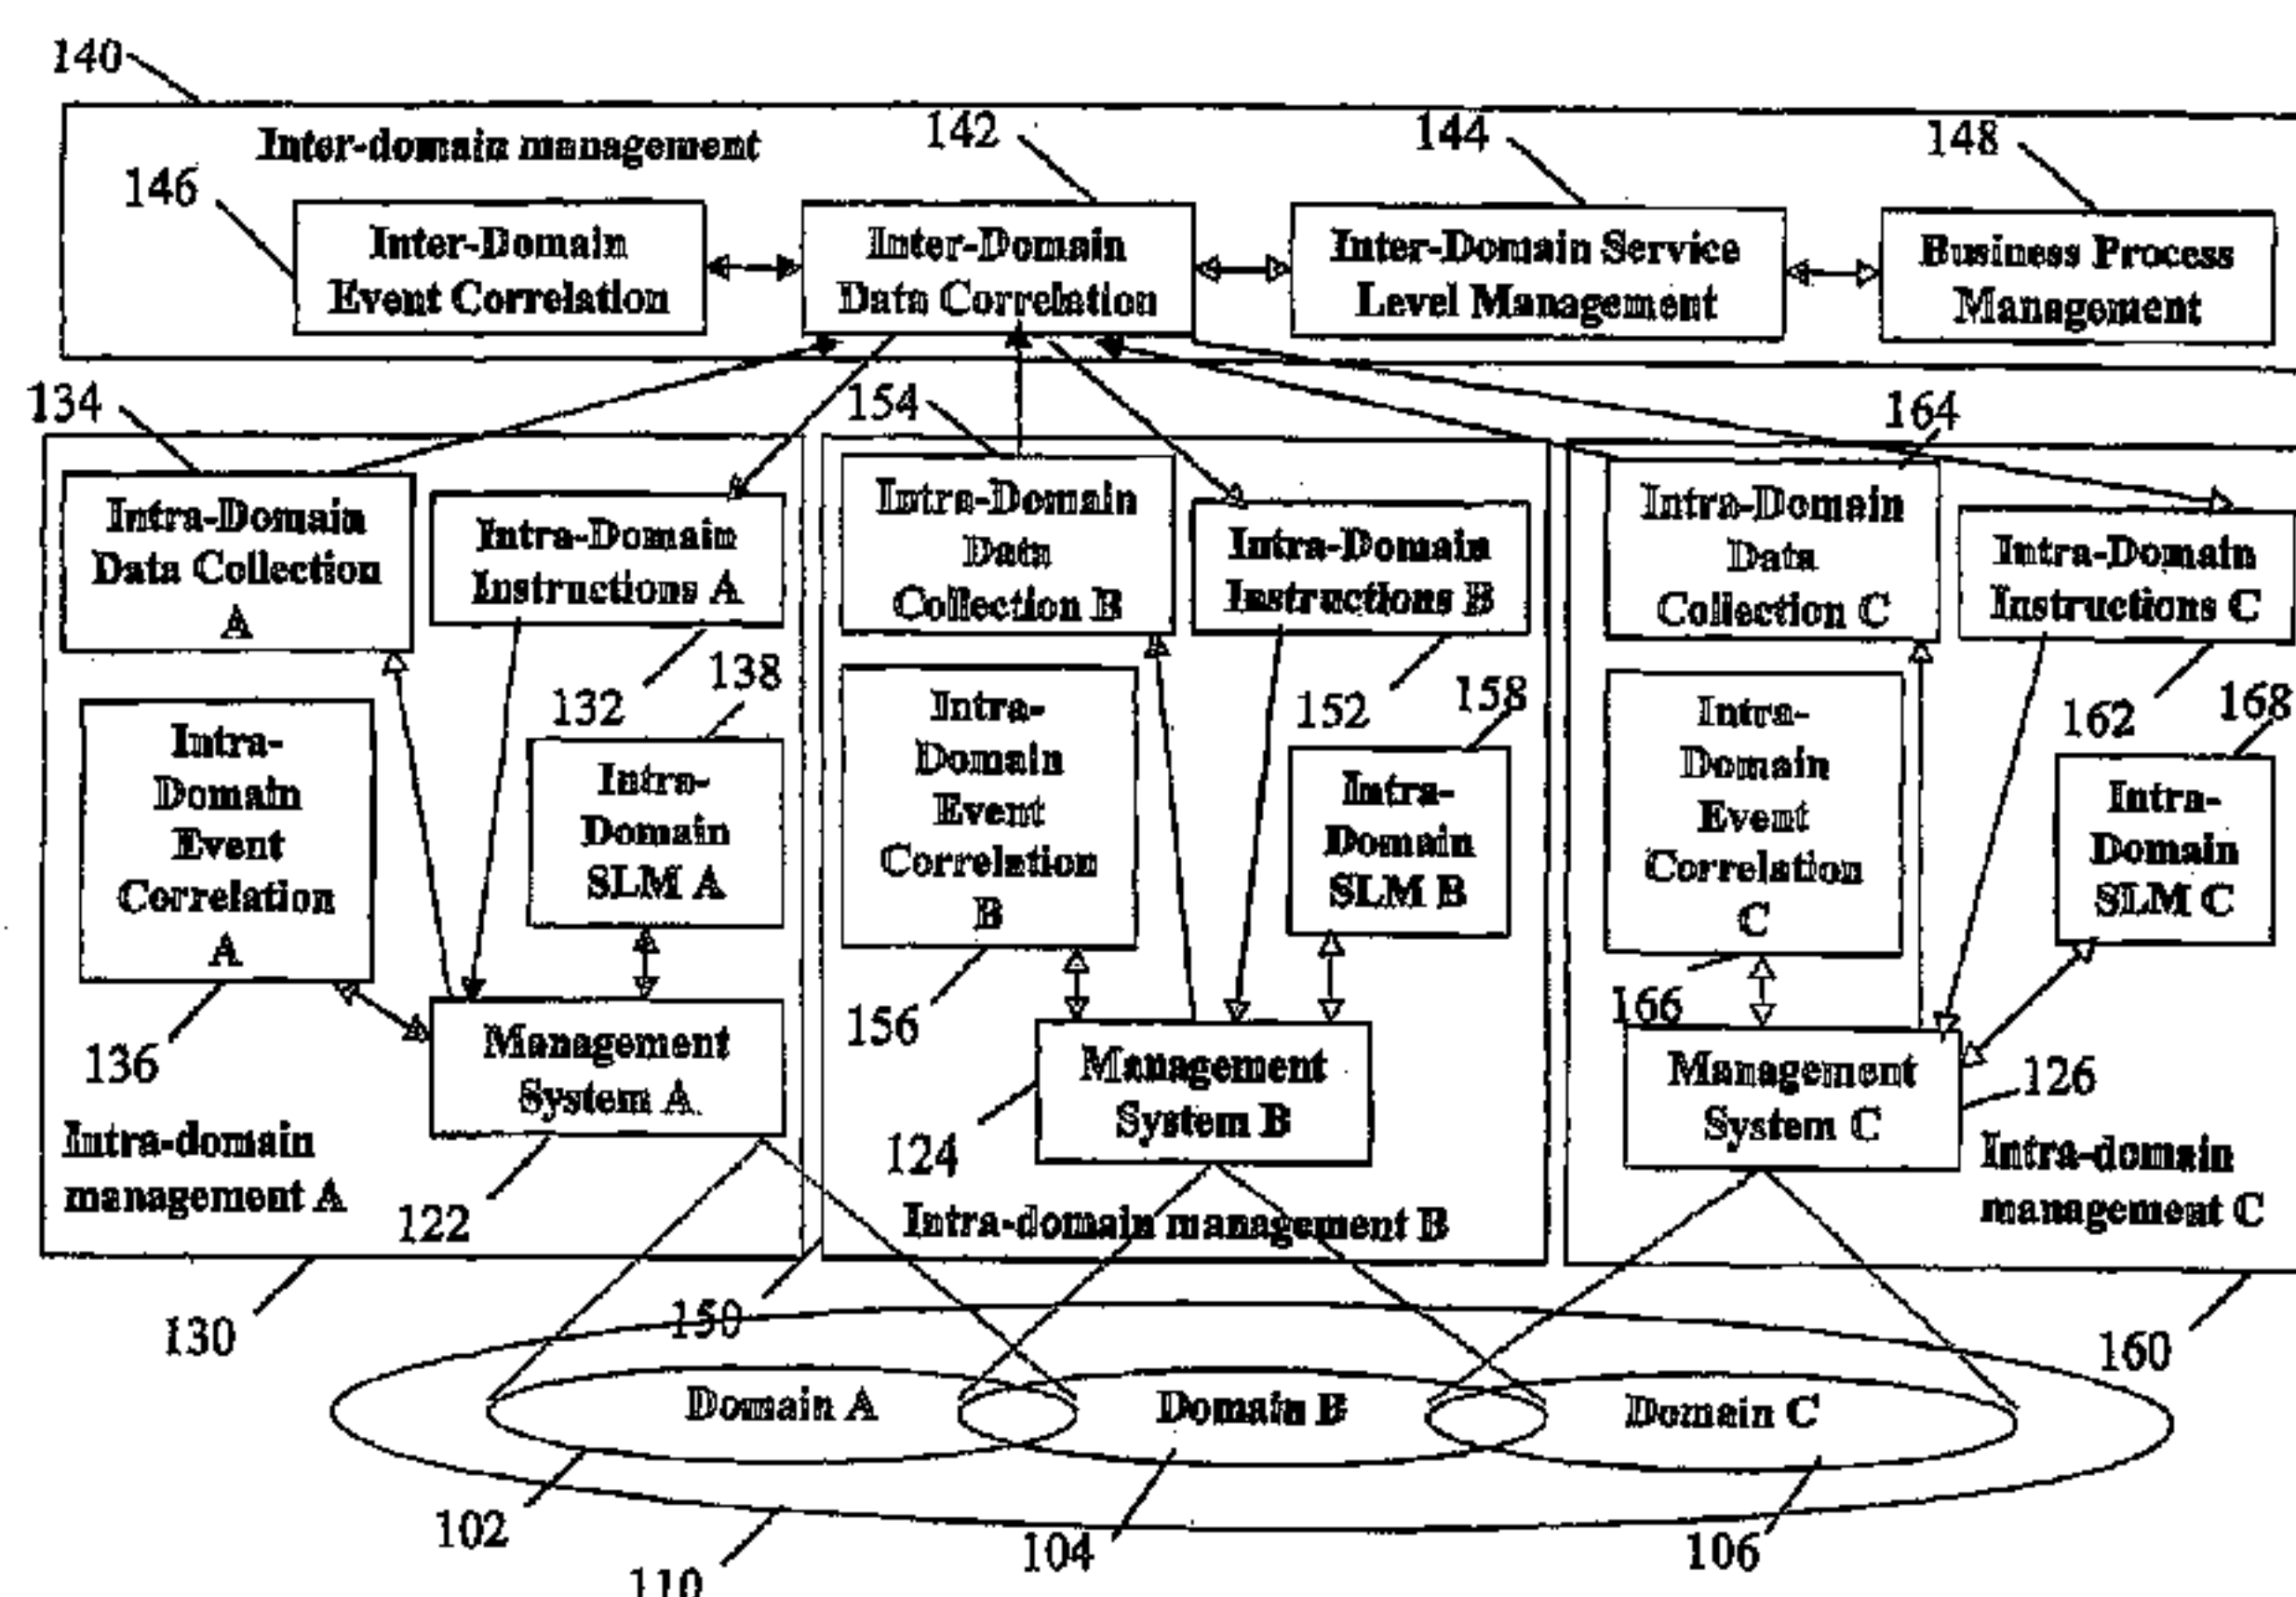 140
Inter-domain management
142
144
148
146
Inter-Domain
Event Correlation
Inter-Domain
Data Correlation
Inter-Domain Service
Level Management
Business Process
Management
134
154
164
Intra-Domain
Data Collection
A
Intra-Domain
Instructions A
Intra-Domain
Data
Collection B
Intra-Domain
Instructions B
Intra-Domain
Data
Collection C
Intra-Domain
Instructions C
132
138
152
158
162
168
Intra-
Domain
Event
Correlation
A
Intra-
Domain
SLM A
Intra-
Domain
Event
Correlation
B
Intra-
Domain
SLM B
Intra-
Domain
Event
Correlation
C
Intra-
Domain
SLM C
136
156
166
Management
System A
Management
System B
Management
System C
126
Intra-domain
management A
122
124
Intra-domain management B
Intra-domain
management C
130
150
160
Domain A
Domain B
Domain C
102
104
106
110